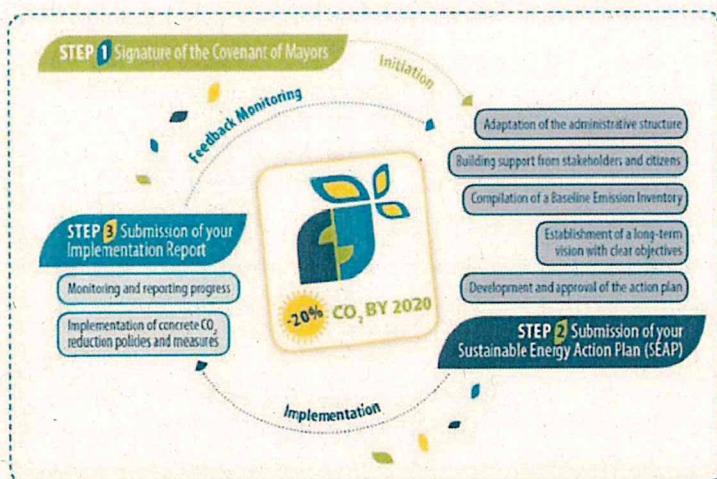 STEP 1 Signature of the Covenant of Mayors
Initiation
Feedback Monitoring
Adaptation of the administrative structure
Building support from stakeholders and citizens
Compilation of a Baseline Emission Inventory
Establishment of a long-term
vision with clear objectives
Development and approval of the action plan
STEP 2 Submission of your
Sustainable Energy Action Plan (SEAP)
Implementation
STEP 3 Submission of your
Implementation Report
Monitoring and reporting progress
Implementation of concrete CO₂
reduction policies and measures
-20% CO₂ BY 2020